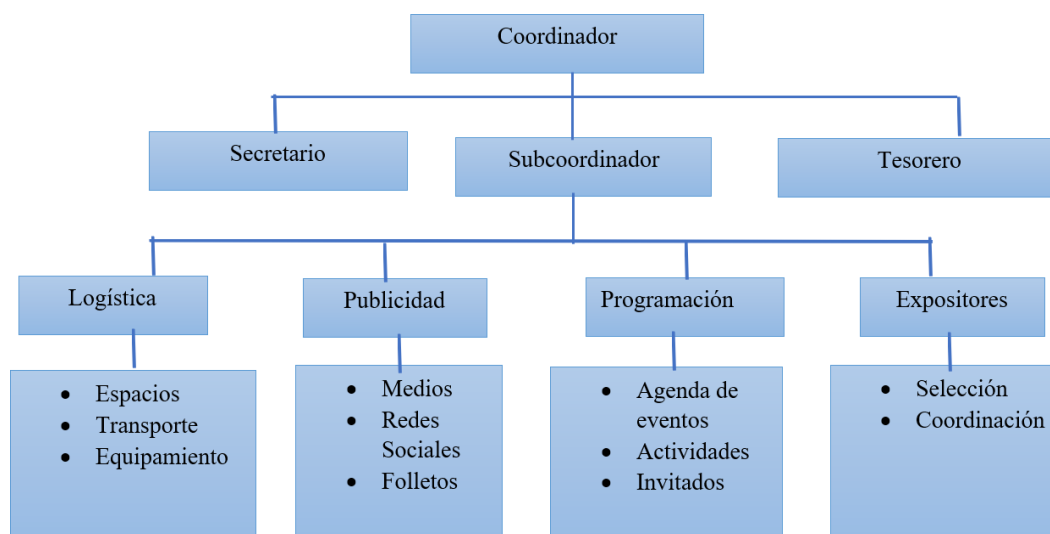 Coordinador
Secretario
Subcoordinador
Tesorero
Logística
Publicidad
Programación
Expositores
• Espacios
• Transporte
• Equipamiento
• Medios
• Redes
Sociales
• Folletos
• Agenda de
eventos
• Actividades
• Invitados
• Selección
• Coordinación